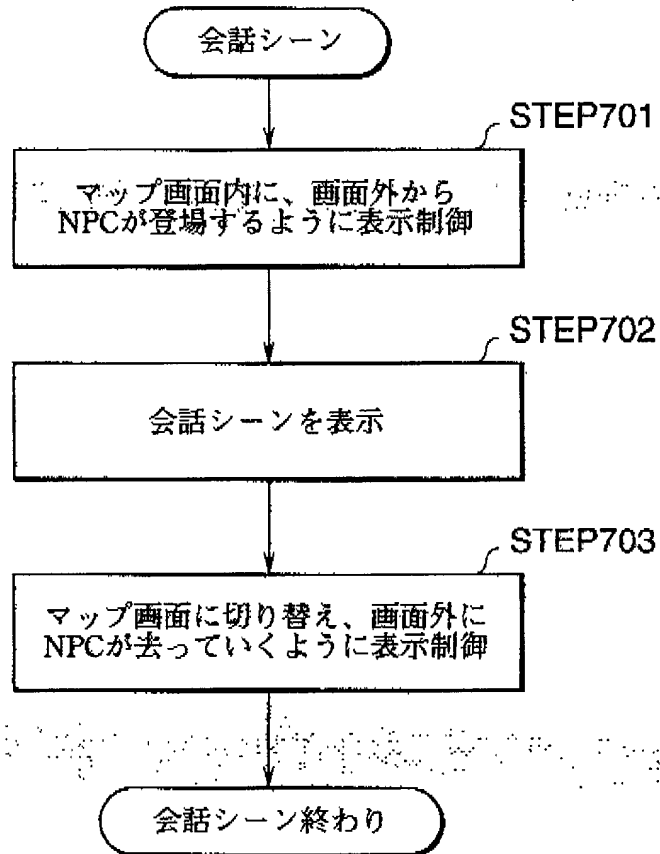 会話シーン
STEP701
マップ画面内に、画面外から
NPCが登場するように表示制御
STEP702
会話シーンを表示
STEP703
マップ画面に切り替え、画面外に
NPCが去っていくように表示制御
会話シーン終わり